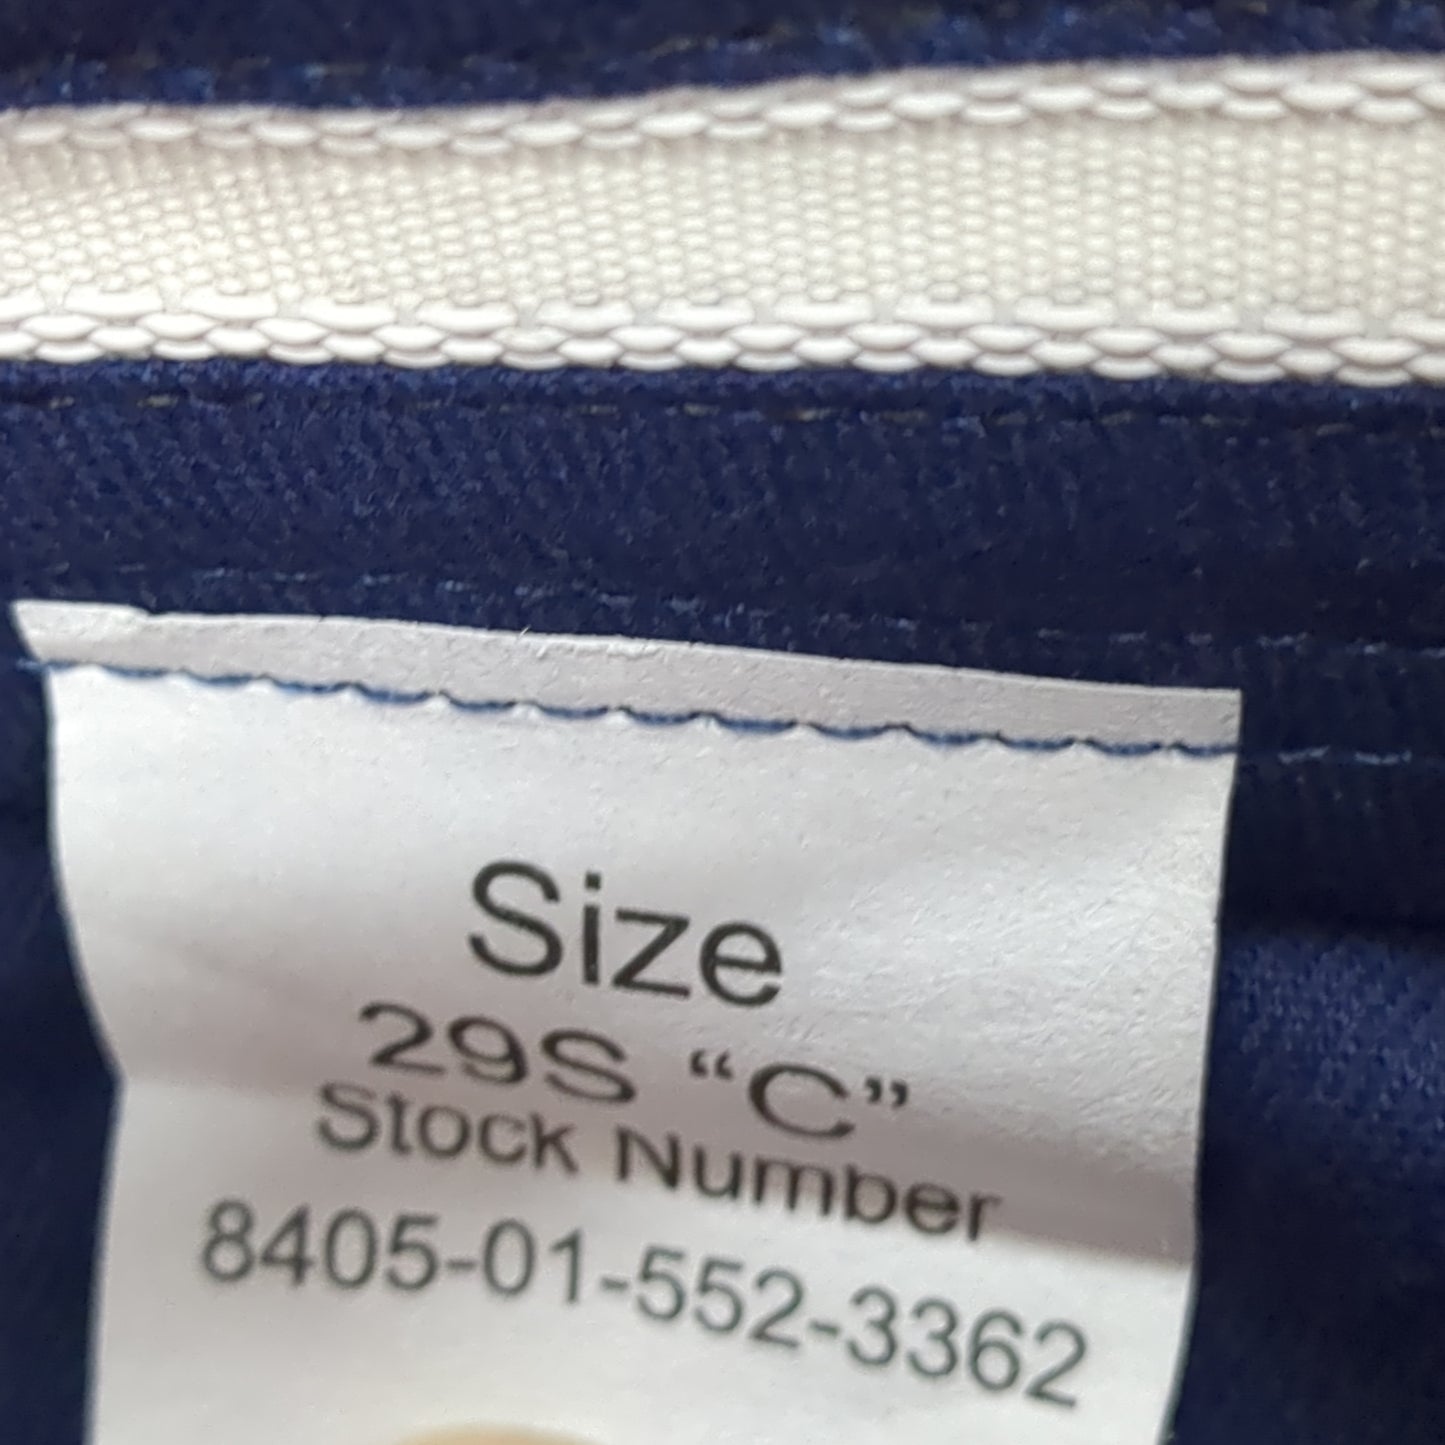 Size
29S “C”
Stock Number
8405-01-552-3362